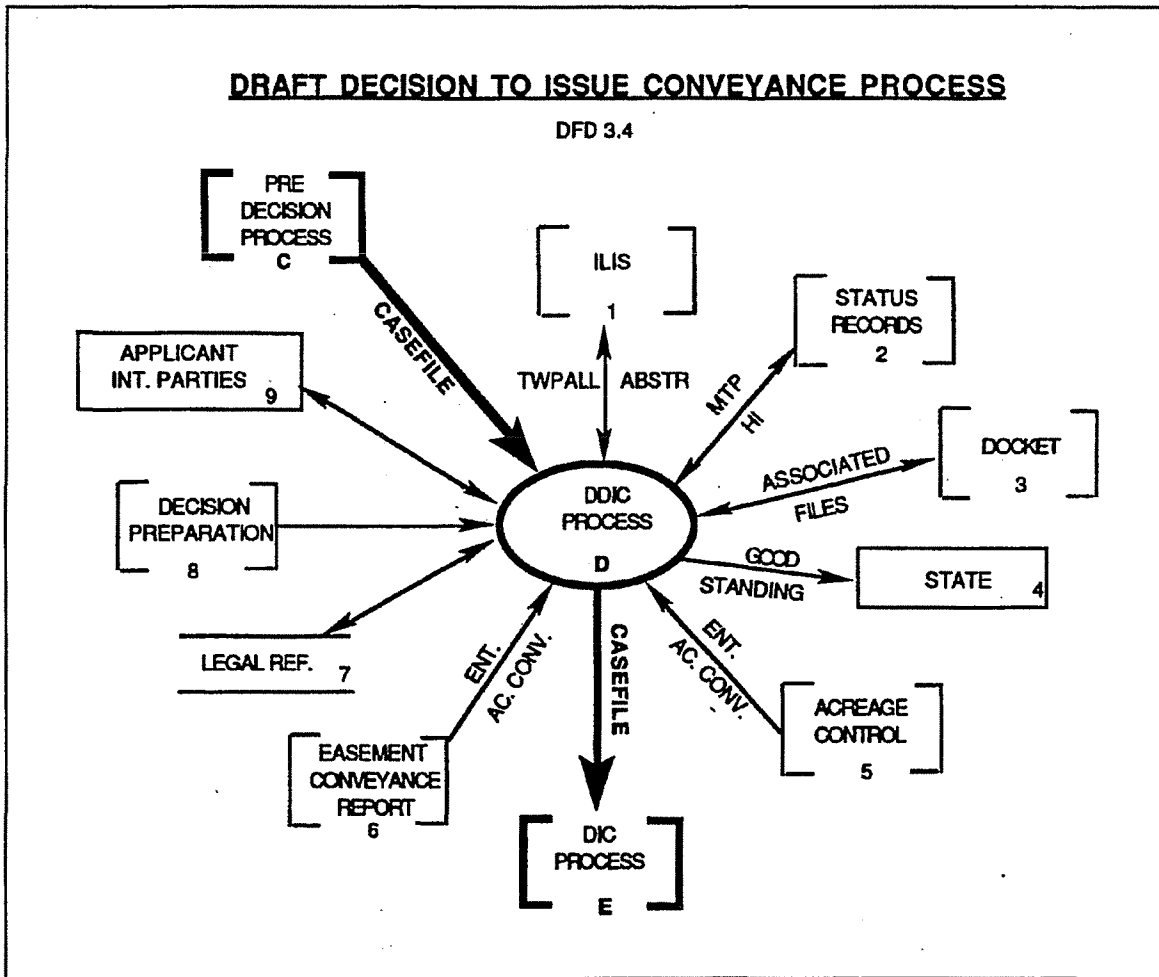 DRAFT DECISION TO ISSUE CONVEYANCE PROCESS
DFD 3.4
PRE
DECISION
PROCESS
C
CASEFILE
ILIS
1
TWPALL ABSTR
STATUS
RECORDS
2
MTP
HI
APPLICANT
INT. PARTIES
9
DOCKET
3
ASSOCIATED
FILES
DDIC
PROCESS
D
DECISION
PREPARATION
8
GOOD
STANDING
STATE
4
LEGAL REF.
7
ENT.
AC. CONV.
CASEFILE
ENT.
AC. CONV.
ACREAGE
CONTROL
5
EASEMENT
CONVEYANCE
REPORT
6
DIC
PROCESS
E